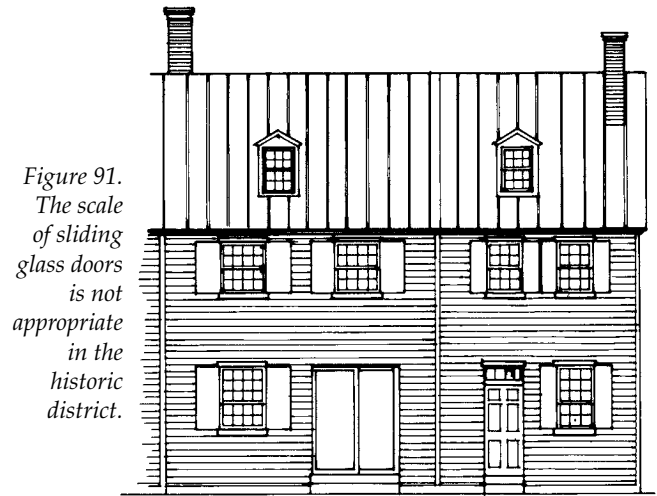 Figure 91.
The scale
of sliding
glass doors
is not
appropriate
in the
historic
district.